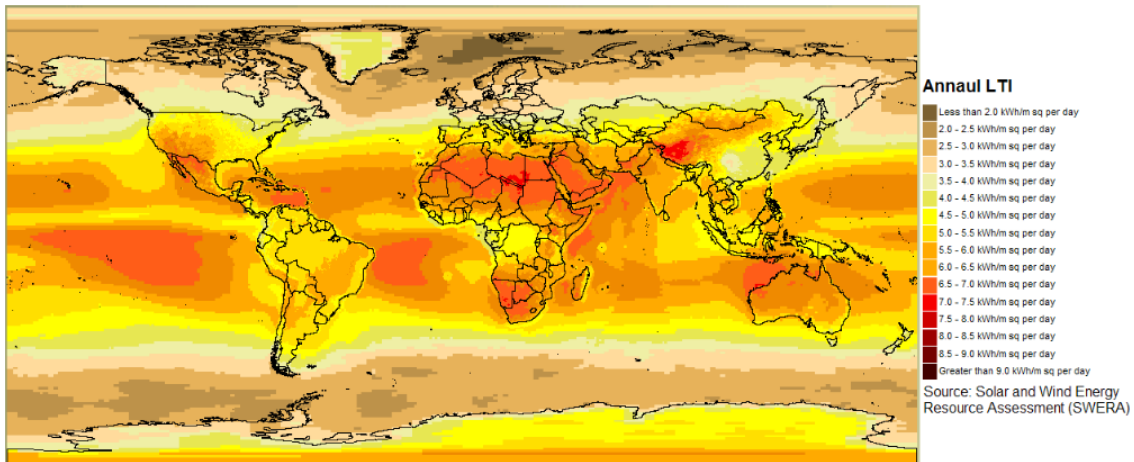 Annaul LTI
Less than 2.0 kWh/m sq per day
2.0 - 2.5 kWh/m sq per day
2.5 - 3.0 kWh/m sq per day
3.0 - 3.5 kWh/m sq per day
3.5 - 4.0 kWh/m sq per day
4.0 - 4.5 kWh/m sq per day
4.5 - 5.0 kWh/m sq per day
5.0 - 5.5 kWh/m sq per day
5.5 - 6.0 kWh/m sq per day
6.0 - 6.5 kWh/m sq per day
6.5 - 7.0 kWh/m sq per day
7.0 - 7.5 kWh/m sq per day
7.5 - 8.0 kWh/m sq per day
8.0 - 8.5 kWh/m sq per day
8.5 - 9.0 kWh/m sq per day
Greater than 9.0 kWh/m sq per day
Source: Solar and Wind Energy
Resource Assessment (SWERA)